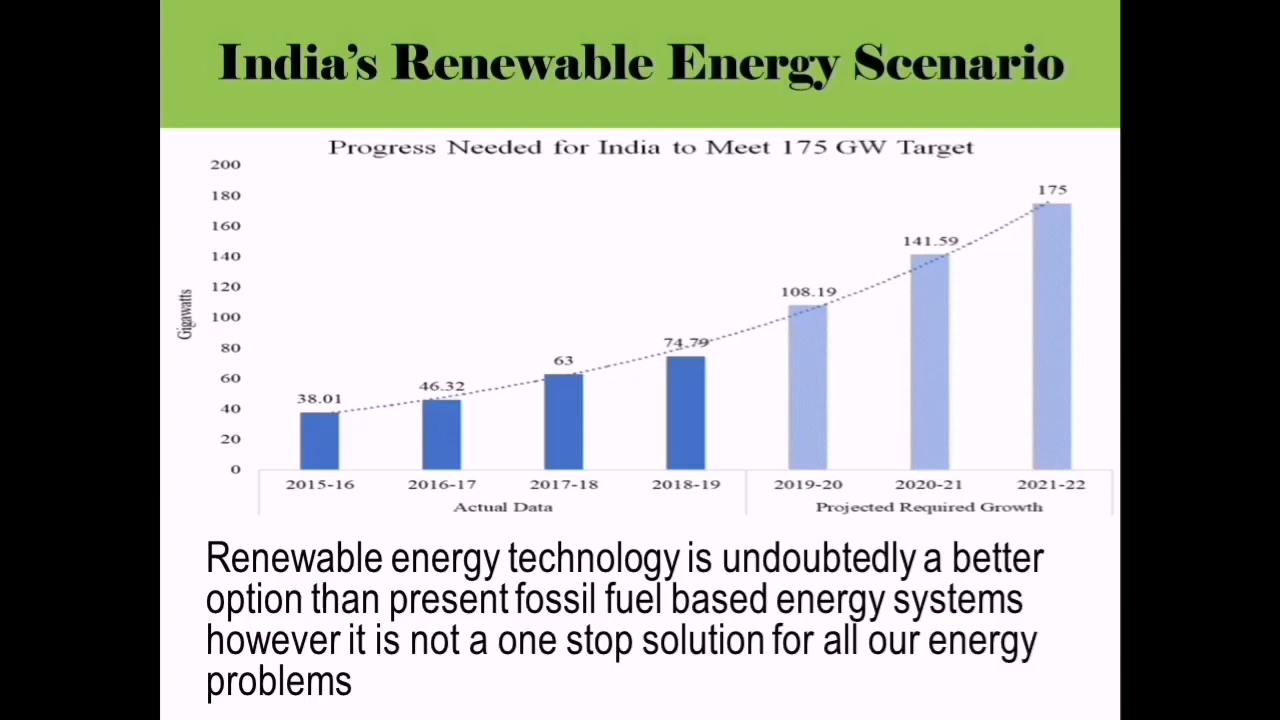 India's Renewable Energy Scenario
Progress Needed for India to Meet 175 GW Target
200
180
160
140
120
100
80
60
40
20
0
Gigawatts
38.01
46.32
63
74.79
108.19
141.59
175
2015-16 2016-17 2017-18 2018-19 2019-20 2020-21 2021-22
Actual Data Projected Required Growth
Renewable energy technology is undoubtedly a better
option than present fossil fuel based energy systems
however it is not a one stop solution for all our energy
problems